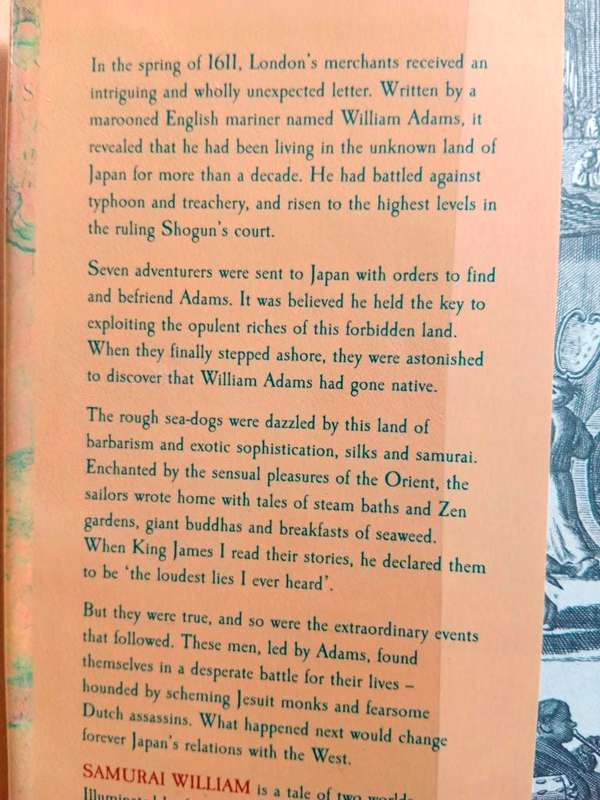 In the spring of 1611, London's merchants received an
intriguing and wholly unexpected letter. Written by a
marooned English mariner named William Adams, it
revealed that he had been living in the unknown land of
Japan for more than a decade. He had battled against
typhoon and treachery, and risen to the highest levels in
the ruling Shogun's court.
Seven adventurers were sent to Japan with orders to find
and befriend Adams. It was believed he held the key to
exploiting the opulent riches of this forbidden land.
When they finally stepped ashore, they were astonished
to discover that William Adams had gone native.
The rough sea-dogs were dazzled by this land of
barbarism and exotic sophistication, silks and samurai.
Enchanted by the sensual pleasures of the Orient, the
sailors wrote home with tales of steam baths and Zen
gardens, giant buddhas and breakfasts of seaweed.
When King James I read their stories, he declared them
to be 'the loudest lies I ever heard'.
But they were true, and so were the extraordinary events
that followed. These men, led by Adams, found
themselves in a desperate battle for their lives –
hounded by scheming Jesuit monks and fearsome
Dutch assassins. What happened next would change
forever Japan's relations with the West.
SAMURAI WILLIAM is a tale of two worlds